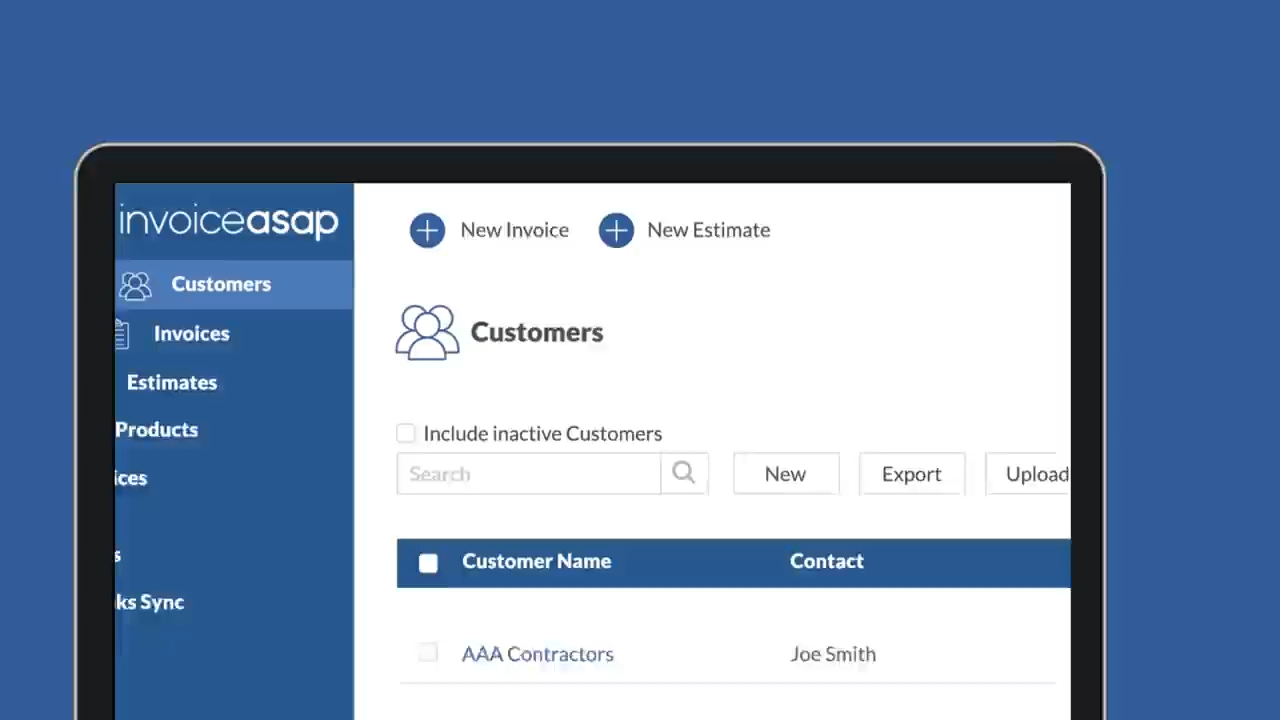 invoiceasap
New Invoice
New Estimate
Customers
Invoices
Estimates
Products
ices
s
ks Sync
Customers
Include inactive Customers
Search
New
Export
Upload
Customer Name
Contact
AAA Contractors
Joe Smith